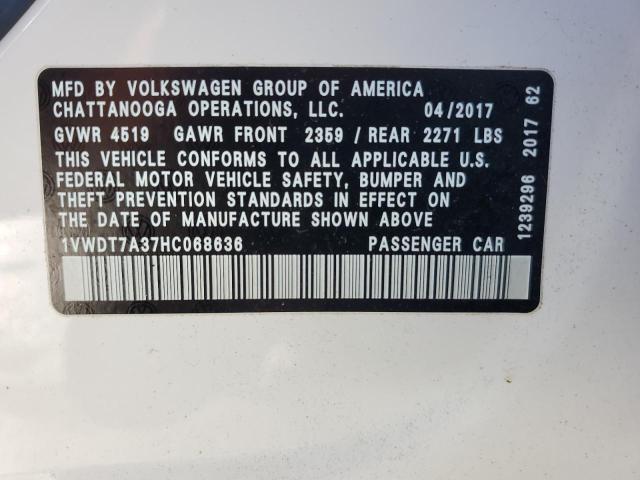 MFD BY VOLKSWAGEN GROUP OF AMERICA
CHATTANOOGA OPERATIONS, LLC. 04/2017
GVWR 4519 GAWR FRONT 2359 / REAR 2271 LBS
THIS VEHICLE CONFORMS TO ALL APPLICABLE U.S.
FEDERAL MOTOR VEHICLE SAFETY, BUMPER AND
THEFT PREVENTION STANDARDS IN EFFECT ON
THE DATE OF MANUFACTURE SHOWN ABOVE
1VWDT7A37HC068636 PASSENGER CAR
1239296 2017 62